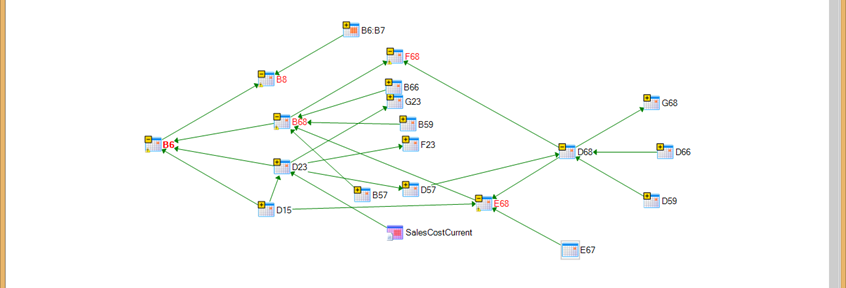 B6:B7
F68
B8
B66
G23
G68
B68
B59
B6
F23
D68
D66
D23
D57
B57
D59
E68
D15
SalesCostCurrent
E67